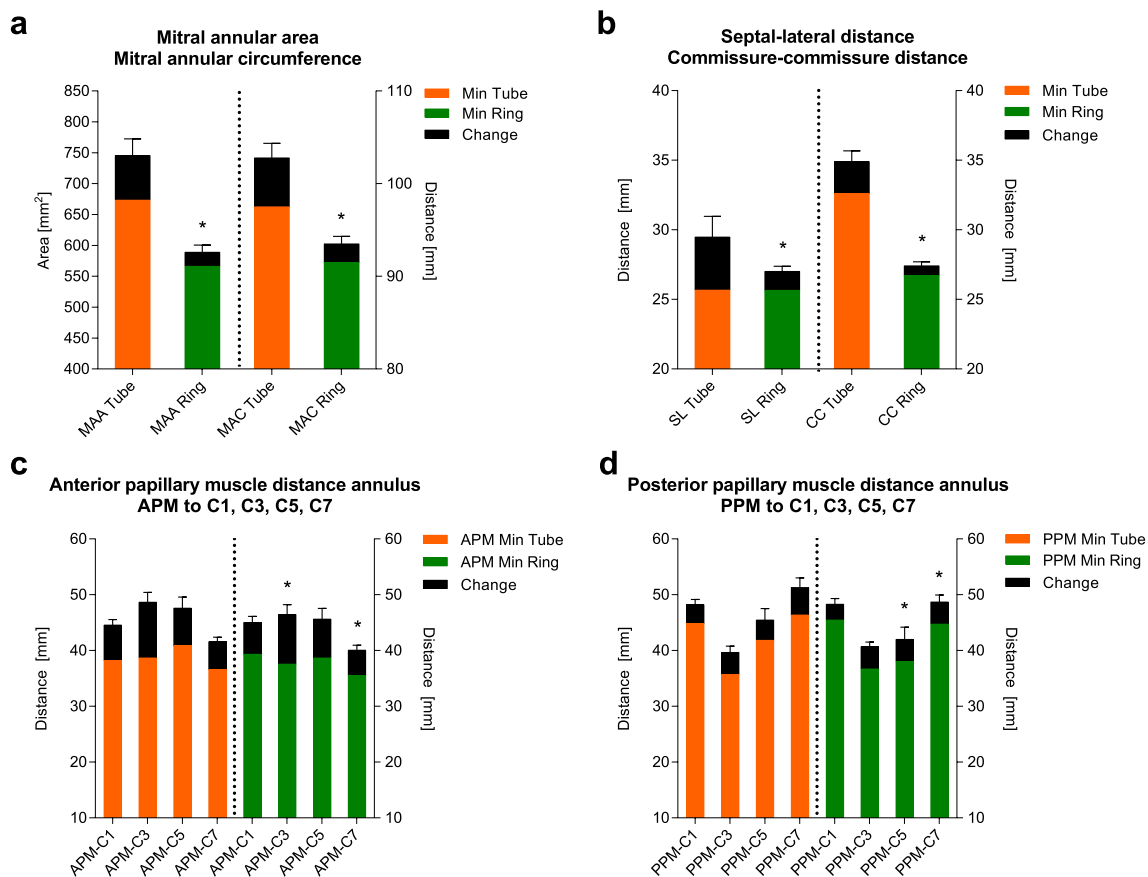 a
Mitral annular area
Mitral annular circumference
Min Tube
Min Ring
Change
850
800
750
700
650
600
550
500
450
400
110
100
90
80
Area [mm²]
Distance [mm]
*
*
MAA Tube
MAA Ring
MAC Tube
MAC Ring
b
Septal-lateral distance
Commissure-commissure distance
Min Tube
Min Ring
Change
40
35
30
25
20
40
35
30
25
20
Distance [mm]
Distance [mm]
*
*
SL Tube
SL Ring
CC Tube
CC Ring
c
Anterior papillary muscle distance annulus
APM to C1, C3, C5, C7
APM Min Tube
APM Min Ring
Change
60
50
40
30
20
10
60
50
40
30
20
10
Distance [mm]
Distance [mm]
*
*
APM-C1
APM-C3
APM-C5
APM-C7
APM-C1
APM-C3
APM-C5
APM-C7
d
Posterior papillary muscle distance annulus
PPM to C1, C3, C5, C7
PPM Min Tube
PPM Min Ring
Change
60
50
40
30
20
10
60
50
40
30
20
10
Distance [mm]
Distance [mm]
*
*
PPM-C1
PPM-C3
PPM-C5
PPM-C7
PPM-C1
PPM-C3
PPM-C5
PPM-C7